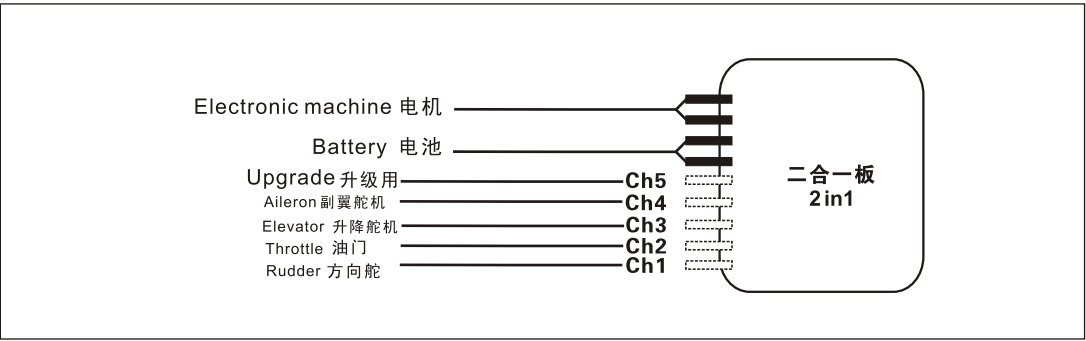 Electronic machine 电机
Battery 电池
Upgrade 升级用 Ch5
Aileron 副翼舵机 Ch4
Elevator 升降舵机 Ch3
Throttle 油门 Ch2
Rudder 方向舵 Ch1
二合一板
2in1